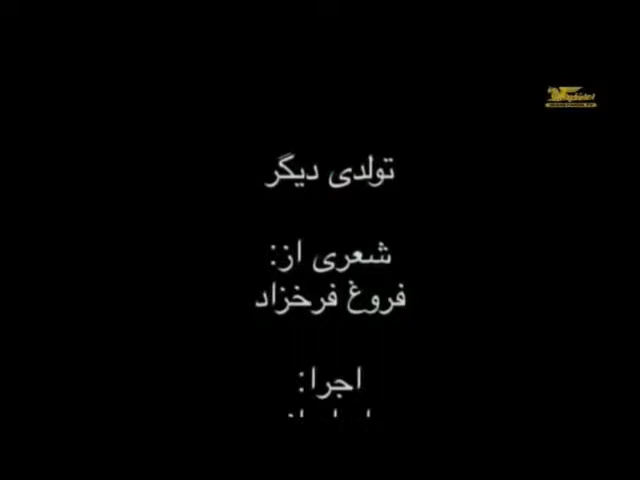 تولدی دیگر
شعری از:
فروغ فرخزاد
اجرا: